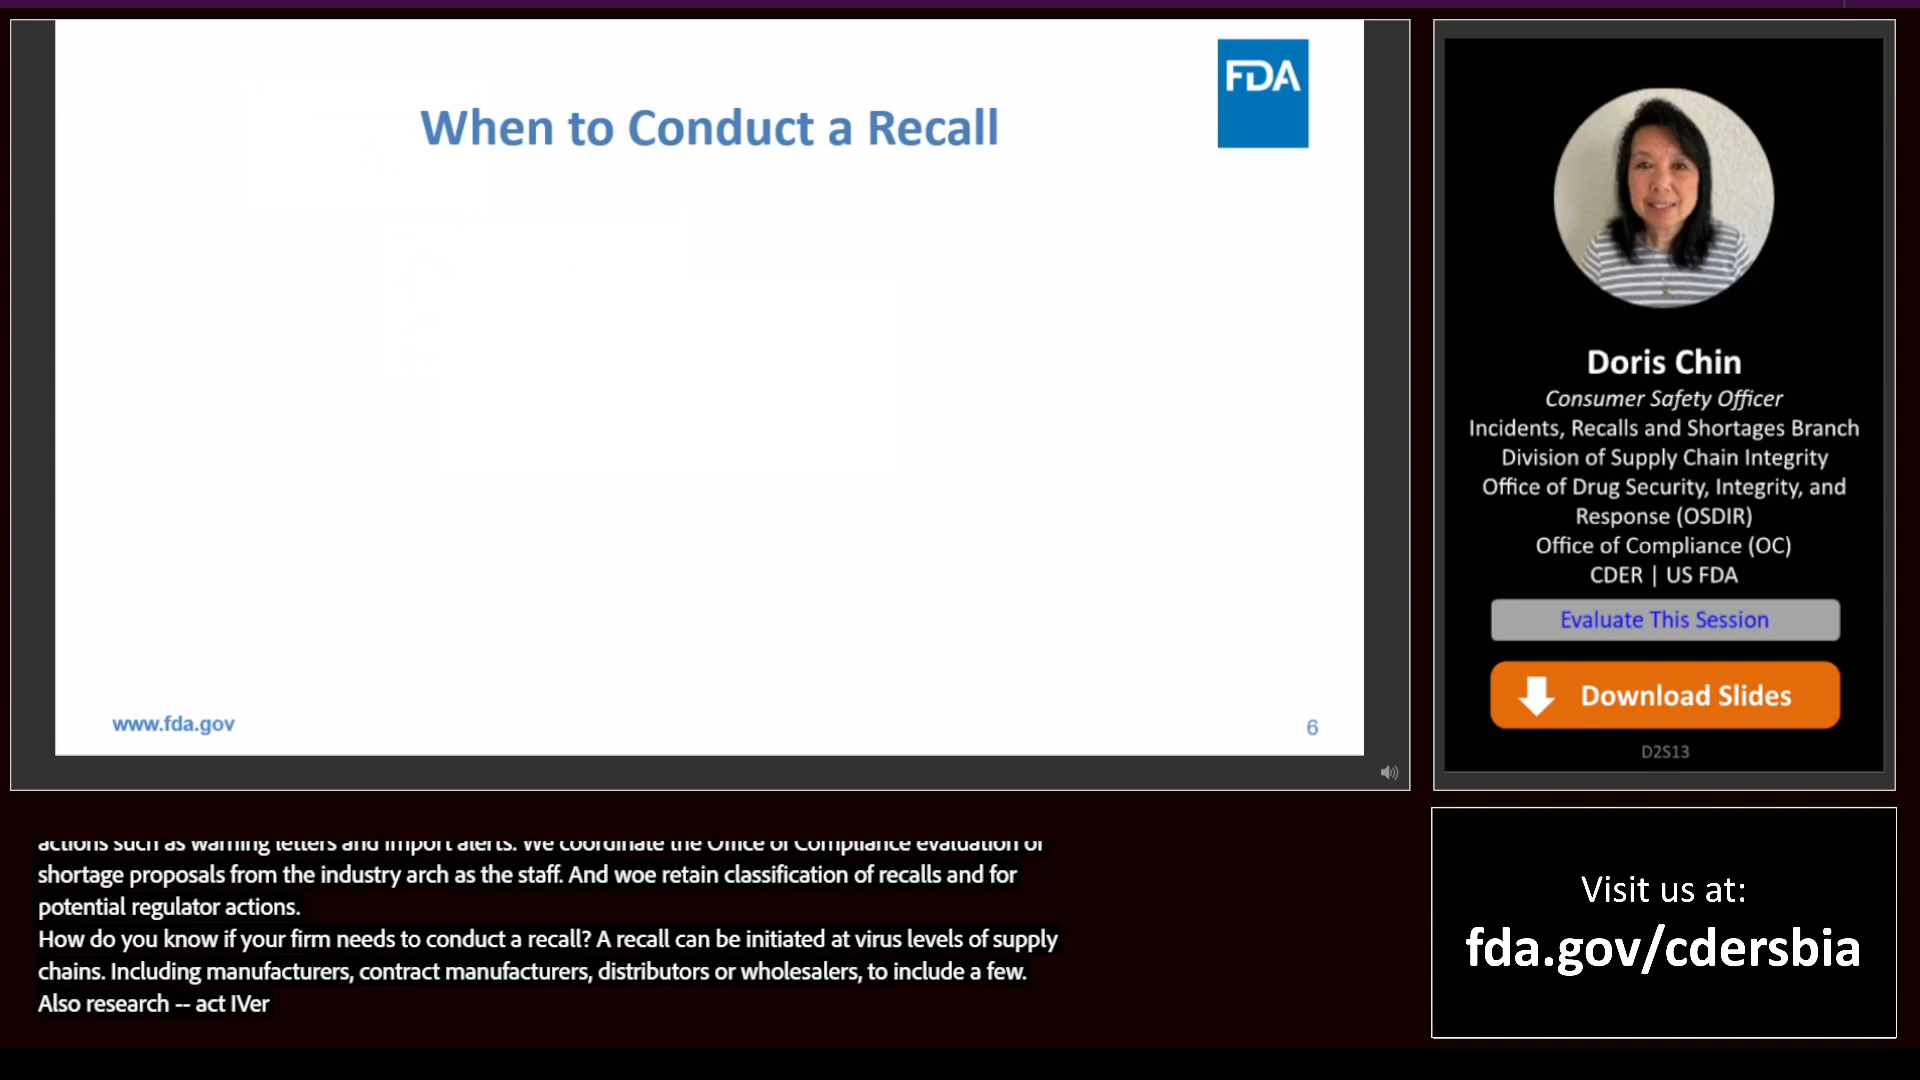 FDA
When to Conduct a Recall
www.fda.gov
6
Doris Chin
Consumer Safety Officer
Incidents, Recalls and Shortages Branch
Division of Supply Chain Integrity
Office of Drug Security, Integrity, and
Response (OSDIR)
Office of Compliance (OC)
CDER | US FDA
Evaluate This Session
Download Slides
D2S13
actions such as warning letters and import alerts. We coordinate the Office of Compliance evaluation of
shortage proposals from the industry arch as the staff. And woe retain classification of recalls and for
potential regulator actions.
How do you know if your firm needs to conduct a recall? A recall can be initiated at virus levels of supply
chains. Including manufacturers, contract manufacturers, distributors or wholesalers, to include a few.
Also research -- act IVer
Visit us at:
fda.gov/cdersbia